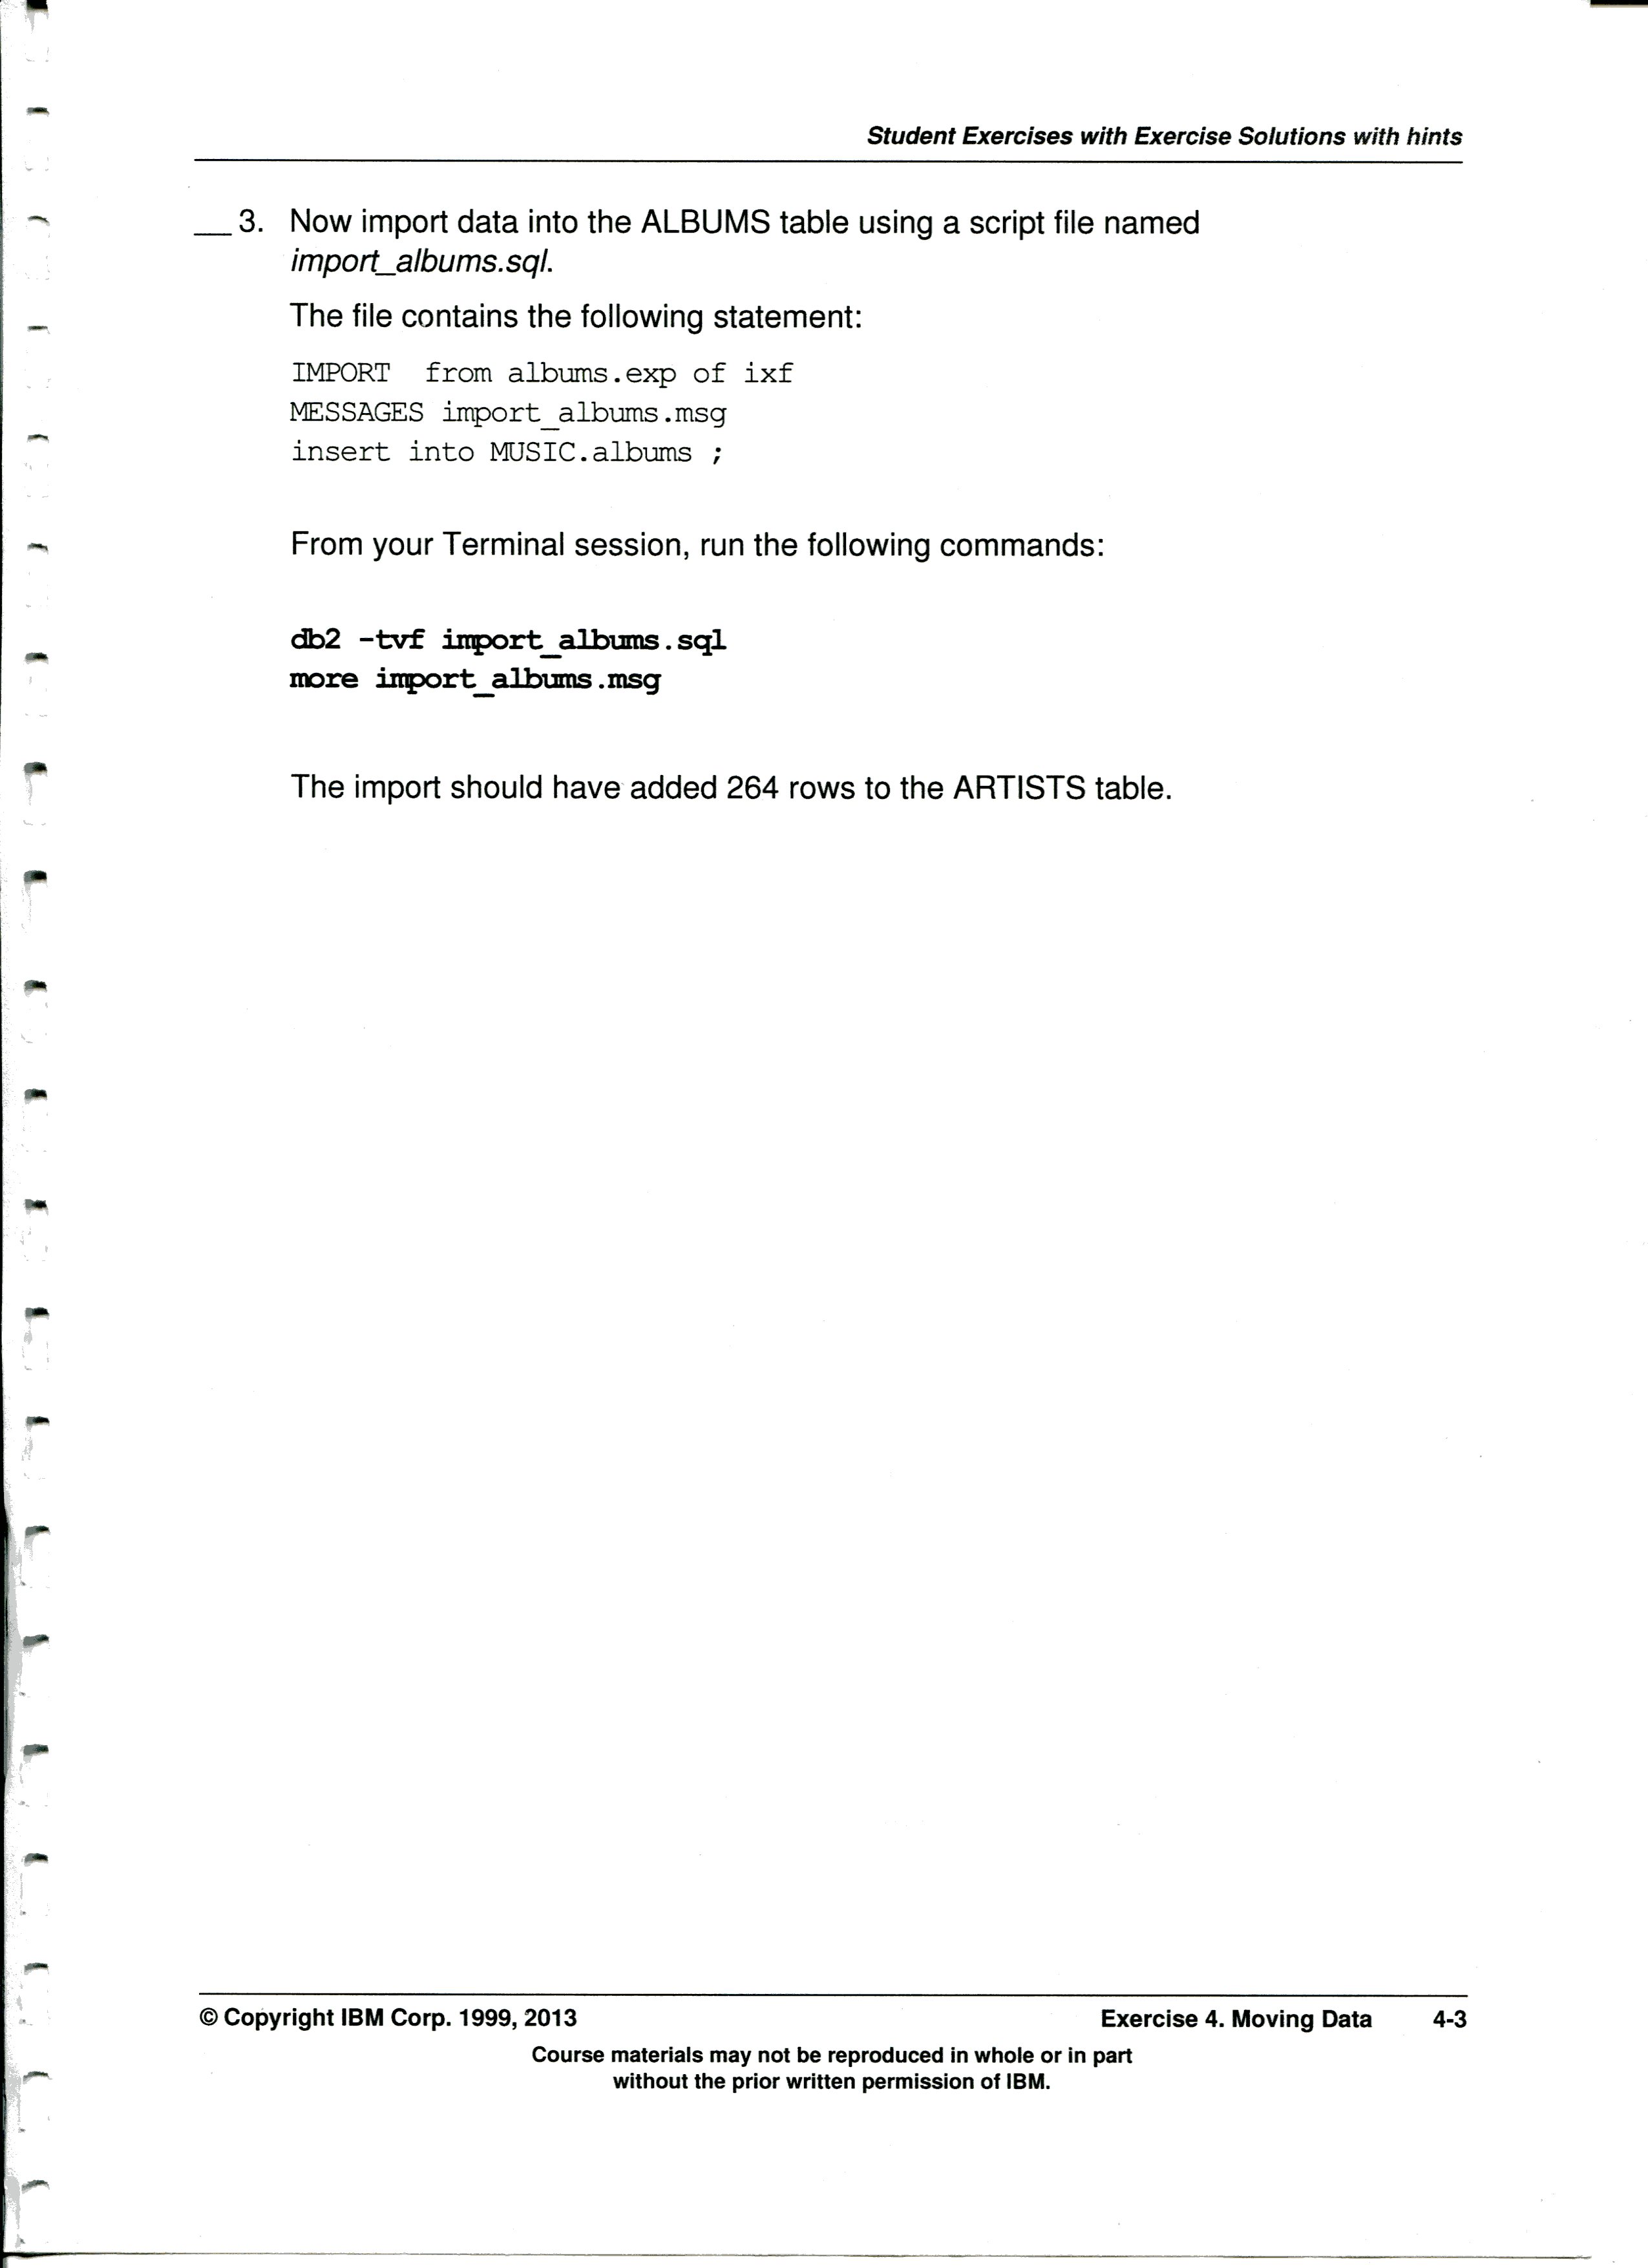 Student Exercises with Exercise Solutions with hints
__ 3. Now import data into the ALBUMS table using a script file named
import_albums.sql.
The file contains the following statement:
IMPORT  from albums.exp of ixf
MESSAGES import_albums.msg
insert into MUSIC.albums ;
From your Terminal session, run the following commands:
db2 -tvf import_albums.sql
more import_albums.msg
The import should have added 264 rows to the ARTISTS table.
© Copyright IBM Corp. 1999, 2013 Exercise 4. Moving Data 4-3
Course materials may not be reproduced in whole or in part
without the prior written permission of IBM.